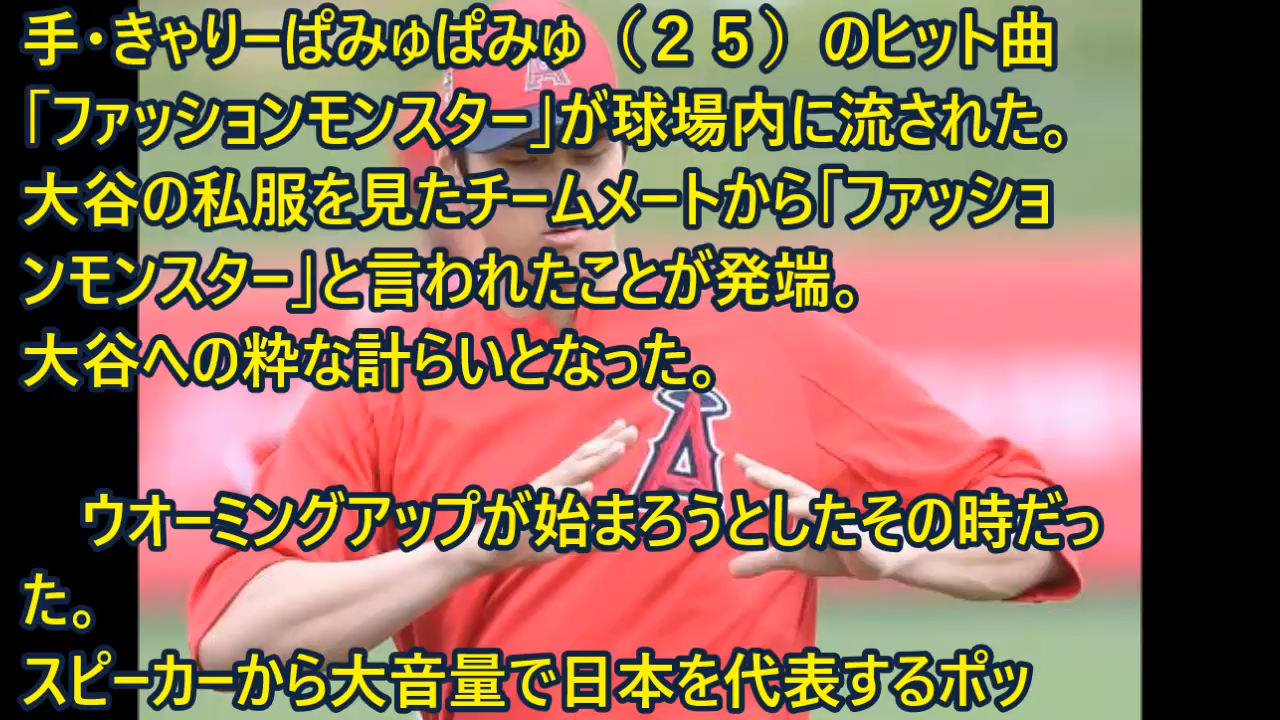 手・きゃりーぱみゅぱみゅ（２５）のヒット曲
「ファッションモンスター」が球場内に流された。
大谷の私服を見たチームメートから「ファッショ
ンモンスター」と言われたことが発端。
大谷への粋な計らいとなった。
ウオーミングアップが始まろうとしたその時だっ
た。
スピーカーから大音量で日本を代表するポッ
A
A